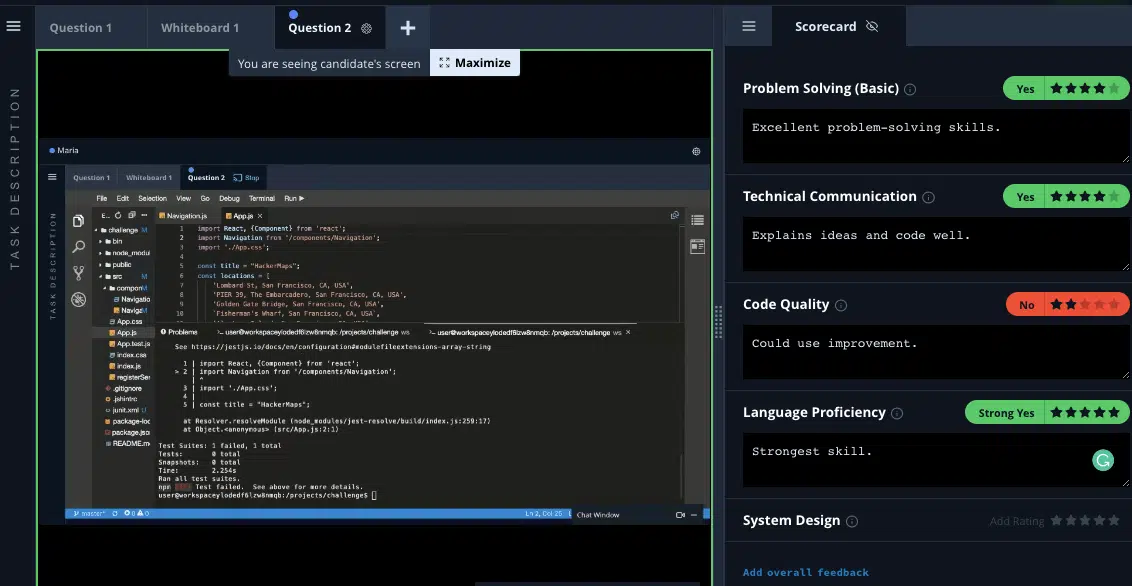 Question 1
Whiteboard 1
Question 2
+
Scorecard
You are seeing candidate's screen
Maximize
TASK DESCRIPTION
Maria
Question 1
Whiteboard 1
Question 2
Stop
TASK DESCRIPTION
File Edit Selection View Go Debug Terminal Run
E..
Navigation.js
App.js ×
challenge M
bin
node_modul
public
src M
compon M
Navigatio
Navigat M
App.css
App.js
App.test.js
index.css
index.js
registerSer
.gitignore
.jshintrc
junit.xml U
package-loc
package.jso
README.m
1 import React, {Component} from 'react';
2 import Navigation from '/components/Navigation';
3 import './App.css';
4
5 const title = "HackerMaps";
6 const locations = [
7 'Lombard St, San Francisco, CA, USA',
8 'PIER 39, The Embarcadero, San Francisco, CA, USA',
9 'Golden Gate Bridge, San Francisco, CA, USA',
10 'Fisherman's Wharf, San Francisco, CA, USA',
Problems
>_ user@workspaceylodedf6lzw8nmqb: /projects/challenge ws
>_ user@workspaceylodedf6lzw8nmqb: /projects/challenge ws ×
See https://jestjs.io/docs/en/configuration#modulefileextensions-array-string
1 | import React, {Component} from 'react';
> 2 | import Navigation from '/components/Navigation';
| ^
3 | import './App.css';
4 |
5 | const title = "HackerMaps";
at Resolver.resolveModule (node_modules/jest-resolve/build/index.js:259:17)
at Object.<anonymous> (src/App.js:2:1)
Test Suites: 1 failed, 1 total
Tests: 0 total
Snapshots: 0 total
Time: 2.254s
Ran all test suites.
npm Test failed. See above for more details.
user@workspaceylodedf6lzw8nmqb:/projects/challenge$
master*
0 0
Ln 2, Col 25
Chat Window
Problem Solving (Basic)
Yes
Excellent problem-solving skills.
Technical Communication
Yes
Explains ideas and code well.
Code Quality
No
Could use improvement.
Language Proficiency
Strong Yes
Strongest skill.
System Design
Add Rating
Add overall feedback